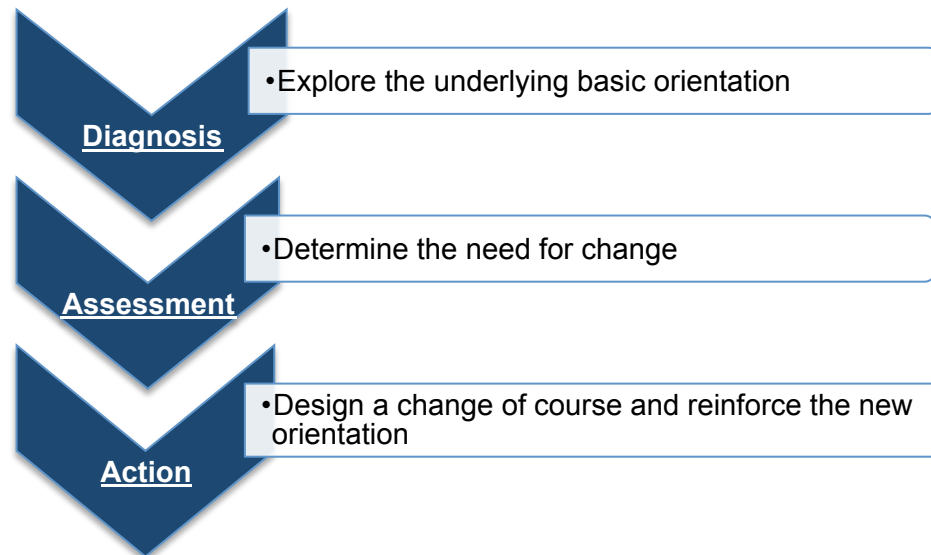 •Explore the underlying basic orientation
Diagnosis
•Determine the need for change
Assessment
•Design a change of course and reinforce the new
orientation
Action